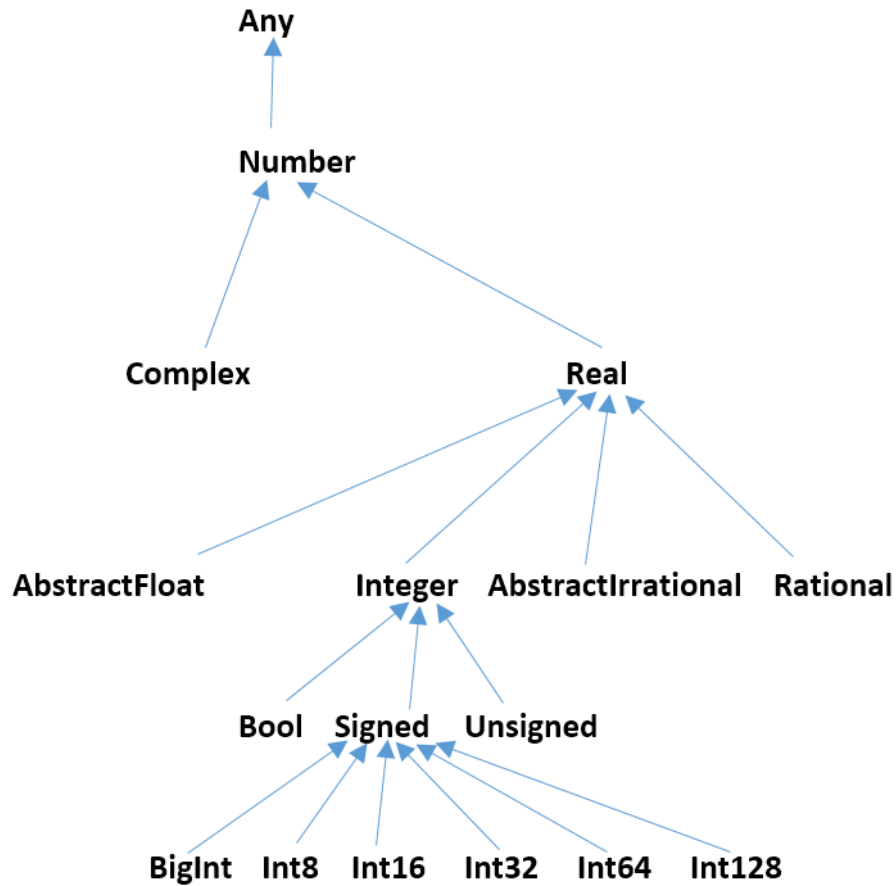 Any
Number
Complex Real
AbstractFloat Integer AbstractIrrational Rational
Bool Signed Unsigned
BigInt Int8 Int16 Int32 Int64 Int128